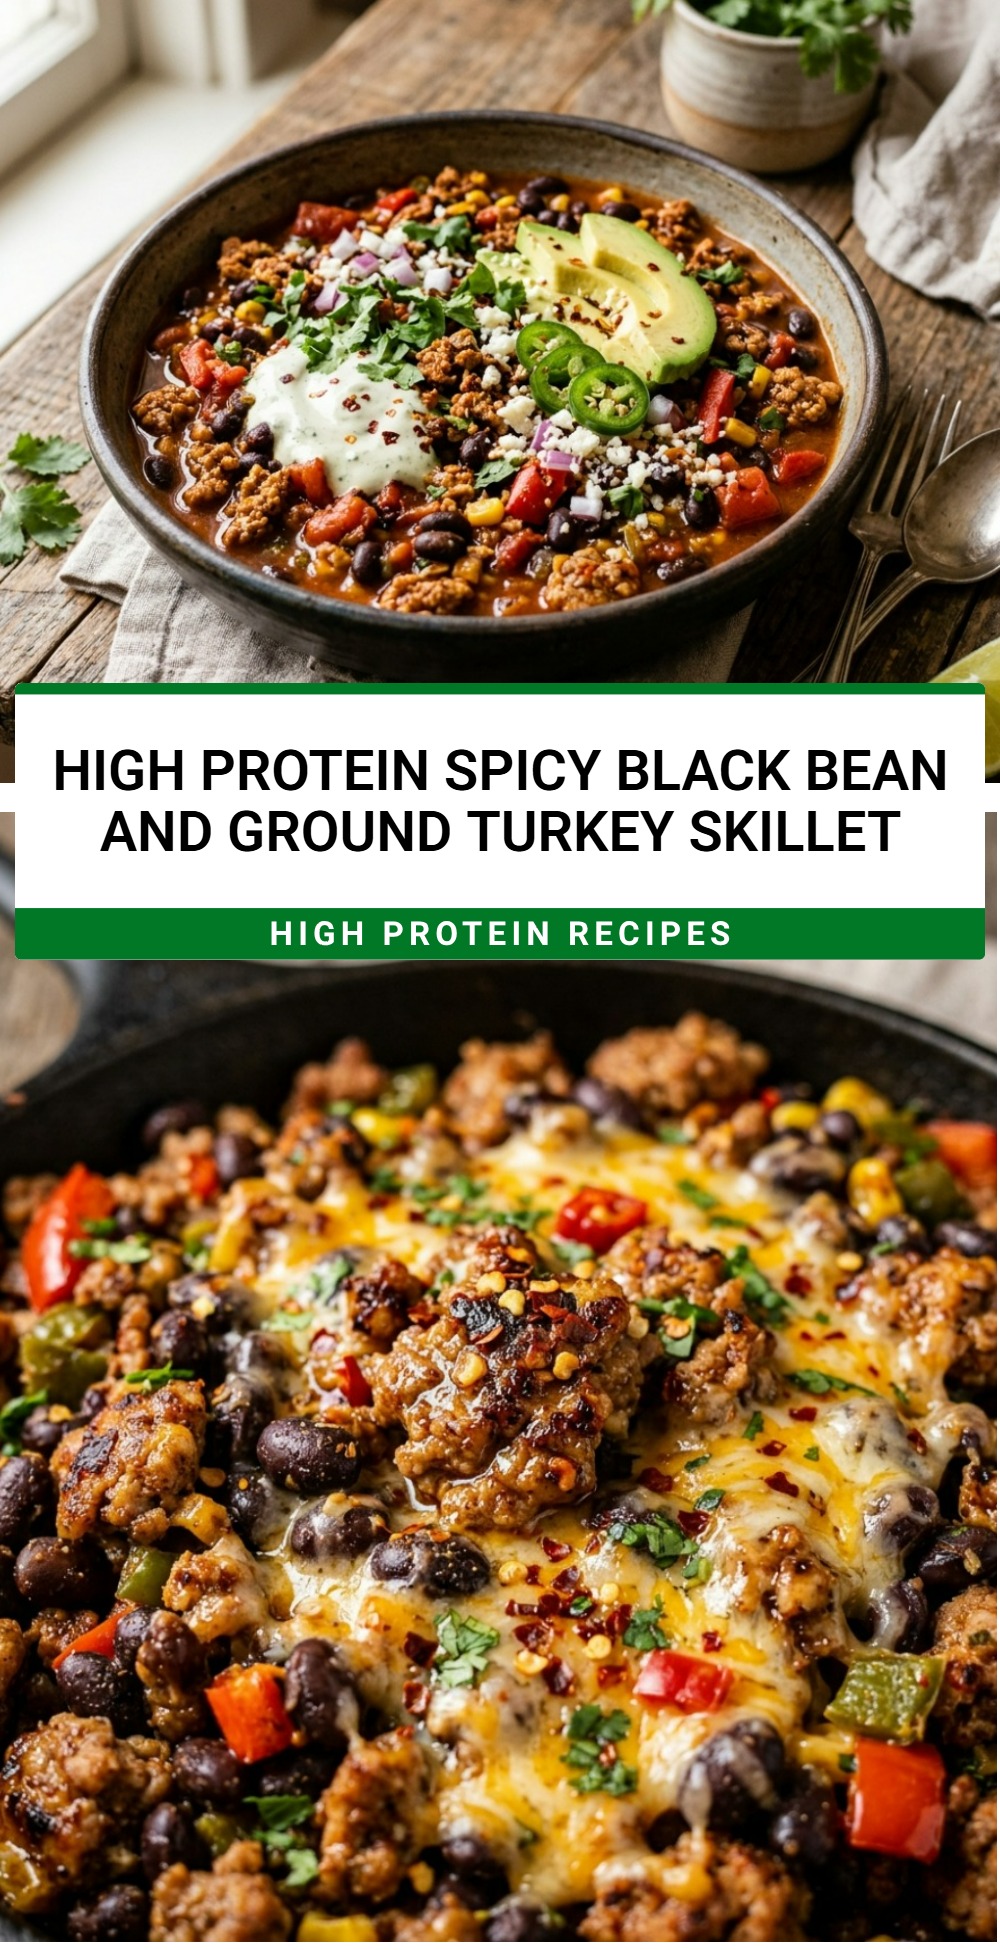 HIGH PROTEIN SPICY BLACK BEAN
AND GROUND TURKEY SKILLET
HIGH PROTEIN RECIPES